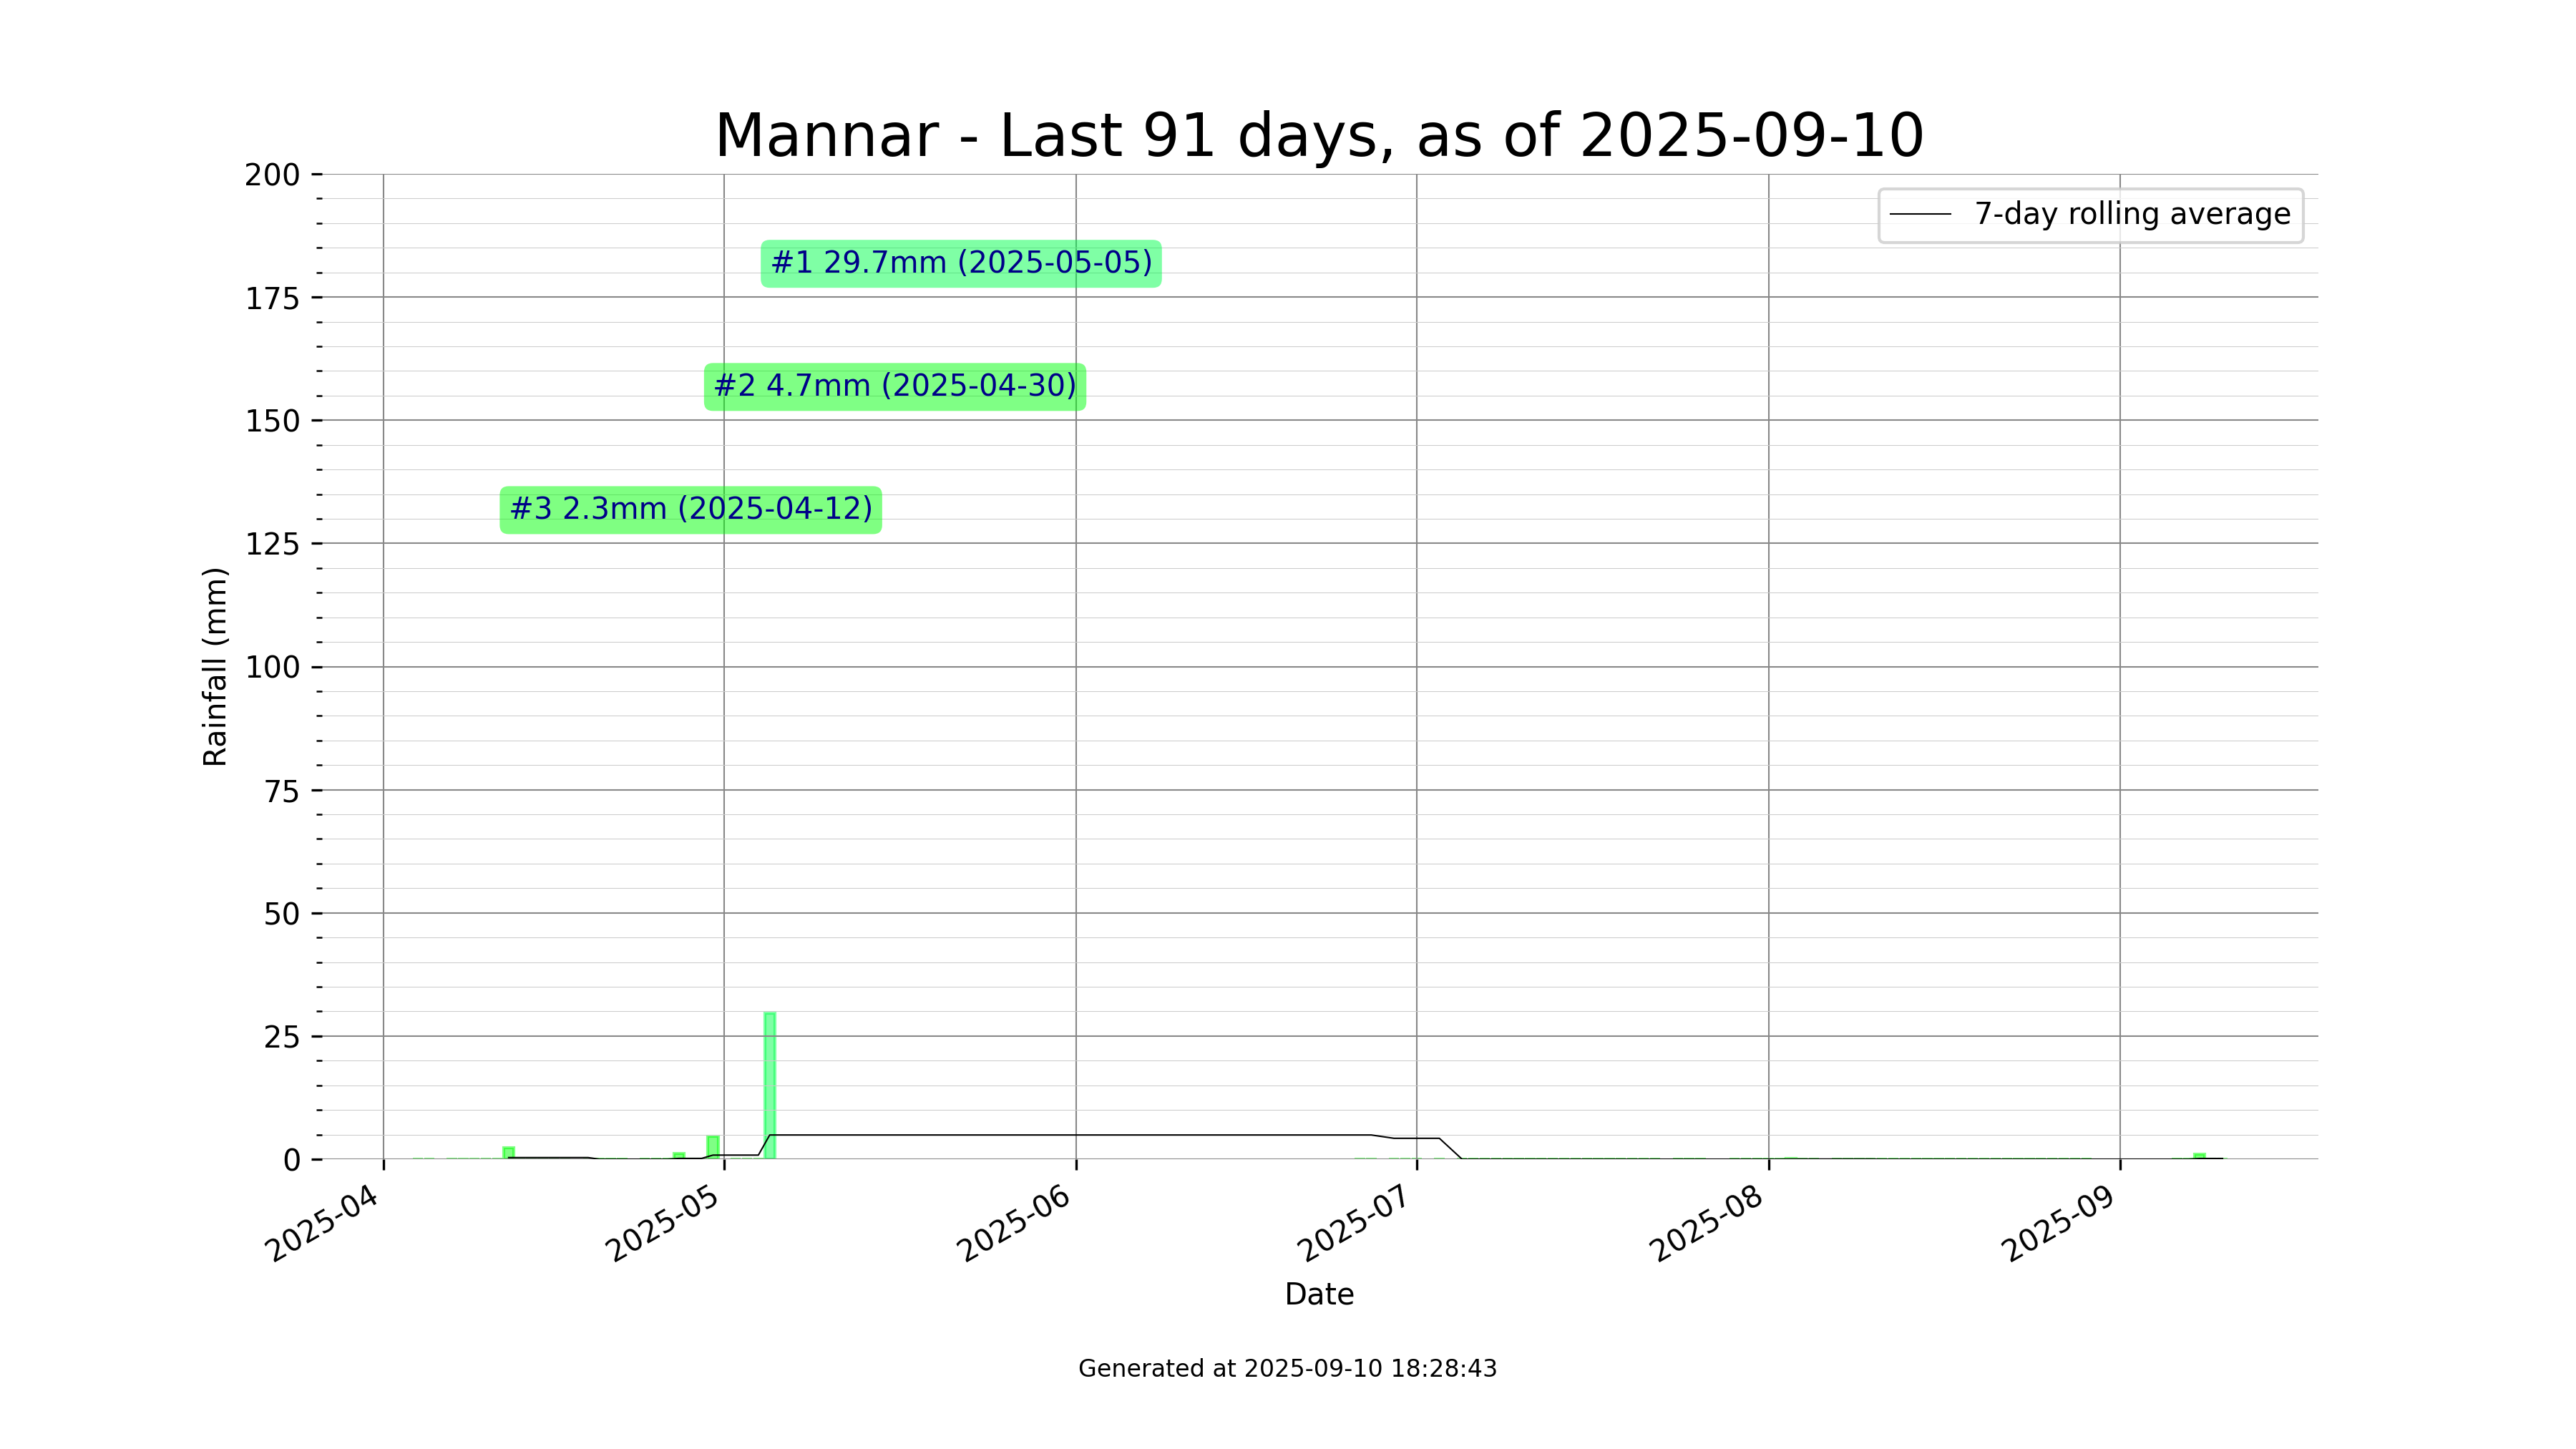 Mannar - Last 91 days, as of 2025-09-10
7-day rolling average
#1 29.7mm (2025-05-05)
#2 4.7mm (2025-04-30)
#3 2.3mm (2025-04-12)
Rainfall (mm)
200
175
150
125
100
75
50
25
0
2025-04
2025-05
2025-06
2025-07
2025-08
2025-09
Date
Generated at 2025-09-10 18:28:43